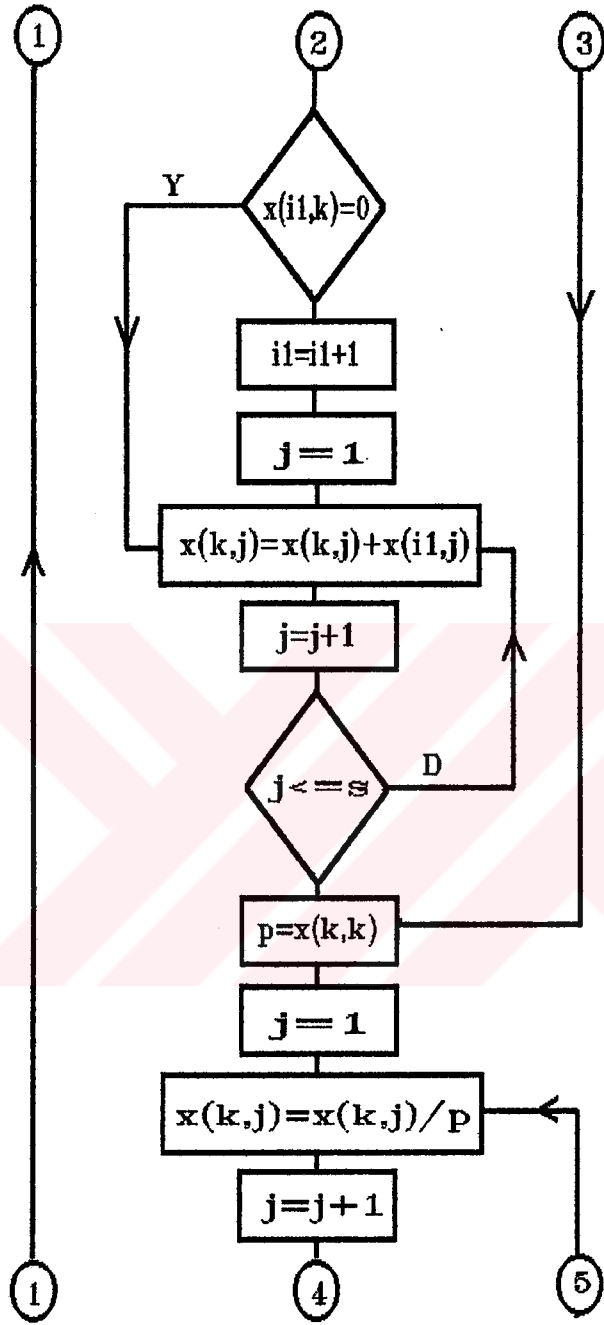 1 2 3
Y
x(i1,k)=0
i1=i1+1
j=1
x(k,j)=x(k,j)+x(i1,j)
j=j+1
j<=s
D
p=x(k,k)
j=1
x(k,j)=x(k,j)/p
j=j+1
1 4 5